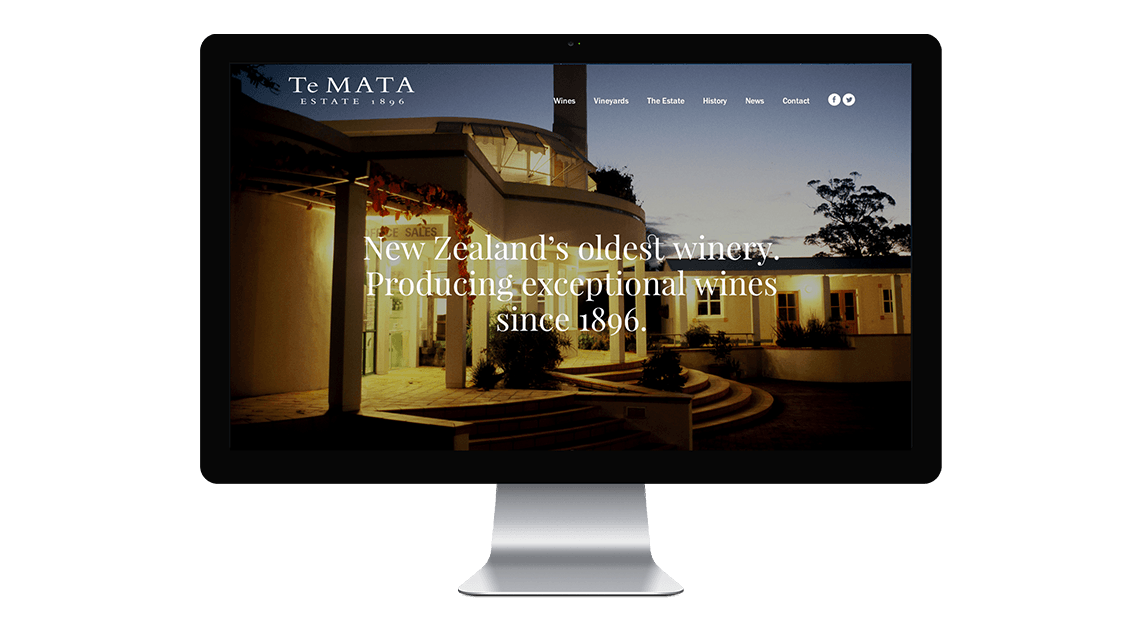 Te MATA
ESTATE 1896
Wines Vineyards The Estate History News Contact
OFFICE SALES
New Zealand’s oldest winery.
Producing exceptional wines
since 1896.